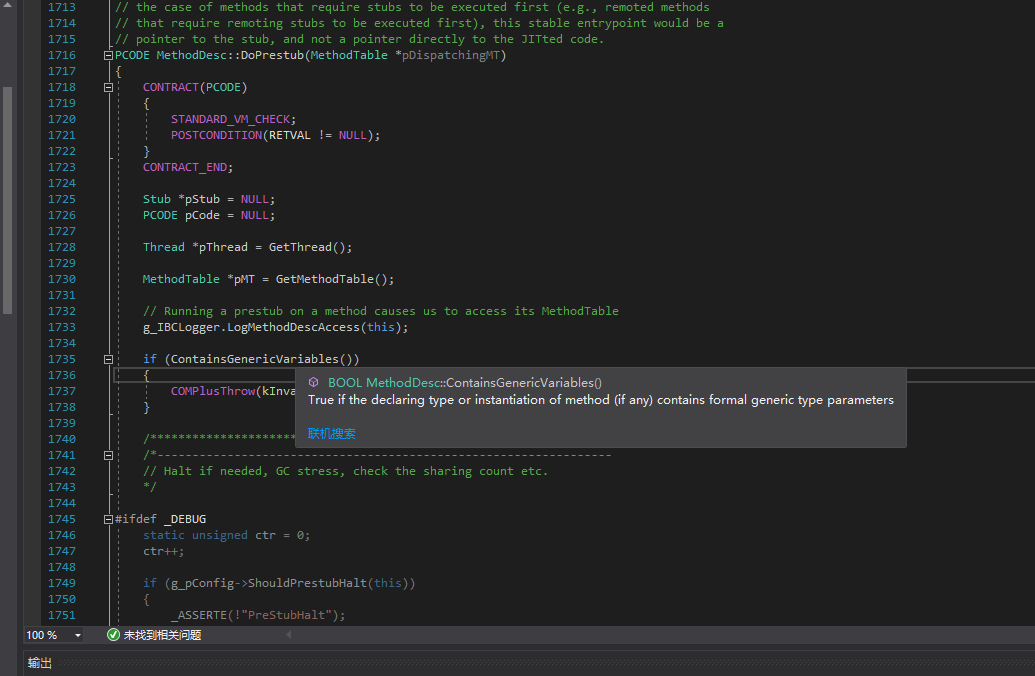 1713 // the case of methods that require stubs to be executed first (e.g., remoted methods
1714 // that require remoting stubs to be executed first), this stable entrypoint would be a
1715 // pointer to the stub, and not a pointer directly to the JITted code.
1716 PCODE MethodDesc::DoPrestub(MethodTable *pDispatchingMT)
1717 {
1718 CONTRACT(PCODE)
1719 {
1720 STANDARD_VM_CHECK;
1721 POSTCONDITION(RETVAL != NULL);
1722 }
1723 CONTRACT_END;
1724
1725 Stub *pStub = NULL;
1726 PCODE pCode = NULL;
1727
1728 Thread *pThread = GetThread();
1729
1730 MethodTable *pMT = GetMethodTable();
1731
1732 // Running a prestub on a method causes us to access its MethodTable
1733 g_IBCLogger.LogMethodDescAccess(this);
1734
1735 if (ContainsGenericVariables())
1736 {
1737 COMPlusThrow(kInva
BOOL MethodDesc::ContainsGenericVariables()
True if the declaring type or instantiation of method (if any) contains formal generic type parameters
联机搜索
1738 }
1739
1740 /*********************
1741 /*-----------------------------------------------------------------
1742 // Halt if needed, GC stress, check the sharing count etc.
1743 */
1744
1745 #ifdef _DEBUG
1746 static unsigned ctr = 0;
1747 ctr++;
1748
1749 if (g_pConfig->ShouldPrestubHalt(this))
1750 {
1751 _ASSERTE(!"PreStubHalt");
100 % 未找到相关问题
输出